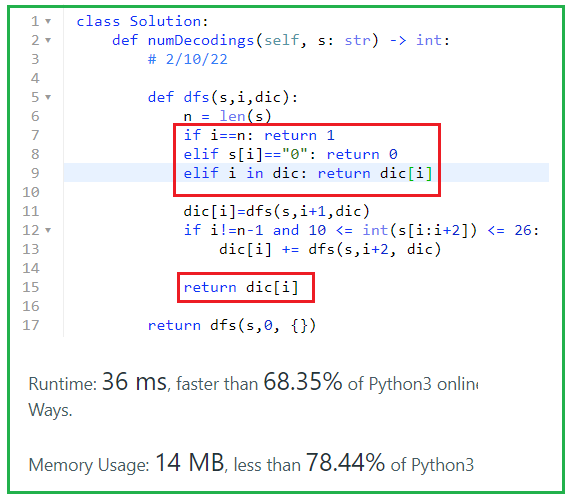 1 class Solution:
2 def numDecodings(self, s: str) -> int:
3 # 2/10/22
4
5 def dfs(s,i,dic):
6 n = len(s)
7 if i==n: return 1
8 elif s[i]=="0": return 0
9 elif i in dic: return dic[i]
10
11 dic[i]=dfs(s,i+1,dic)
12 if i!=n-1 and 10 <= int(s[i:i+2]) <= 26:
13 dic[i] += dfs(s,i+2, dic)
14
15 return dic[i]
16
17 return dfs(s,0, {})
Runtime: 36 ms, faster than 68.35% of Python3 online
Ways.
Memory Usage: 14 MB, less than 78.44% of Python3